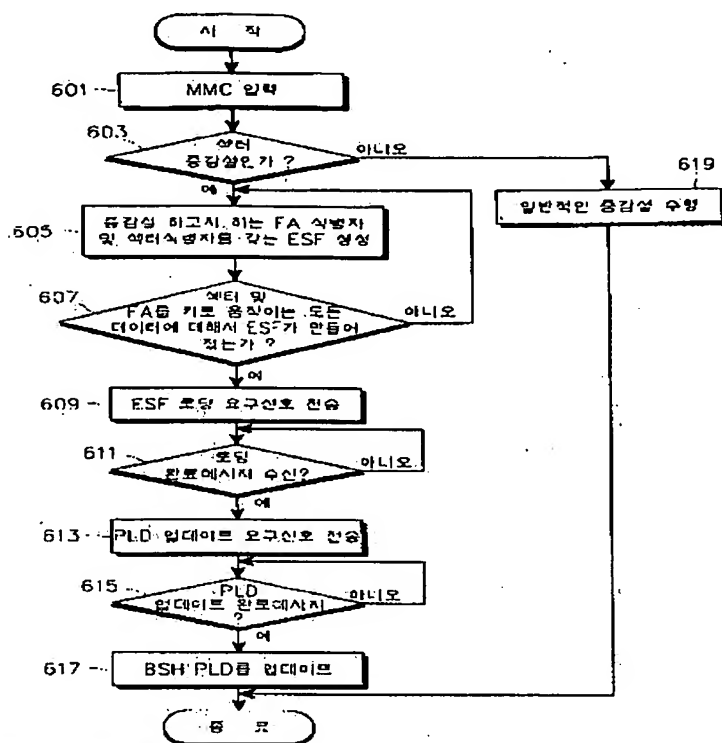 시 작
601
MMC 입력
603
섹터
증감설인가 ?
아니오
예
619
일반적인 증감설 수행
605
증감설 하고자 하는 FA 식별자
및 섹터식별자를 갖는 ESF 생성
607
섹터 및
FA를 키로 움직이는 모든
데이터에 대해서 ESF가 만들어
졌는가 ?
아니오
예
609
ESF 로딩 요구신호 전송
611
로딩
완료메시지 수신?
아니오
예
613
PLD 업데이트 요구신호 전송
615
PLD
업데이트 완료메시지
?
아니오
예
617
BSH PLD를 업데이트
종 료